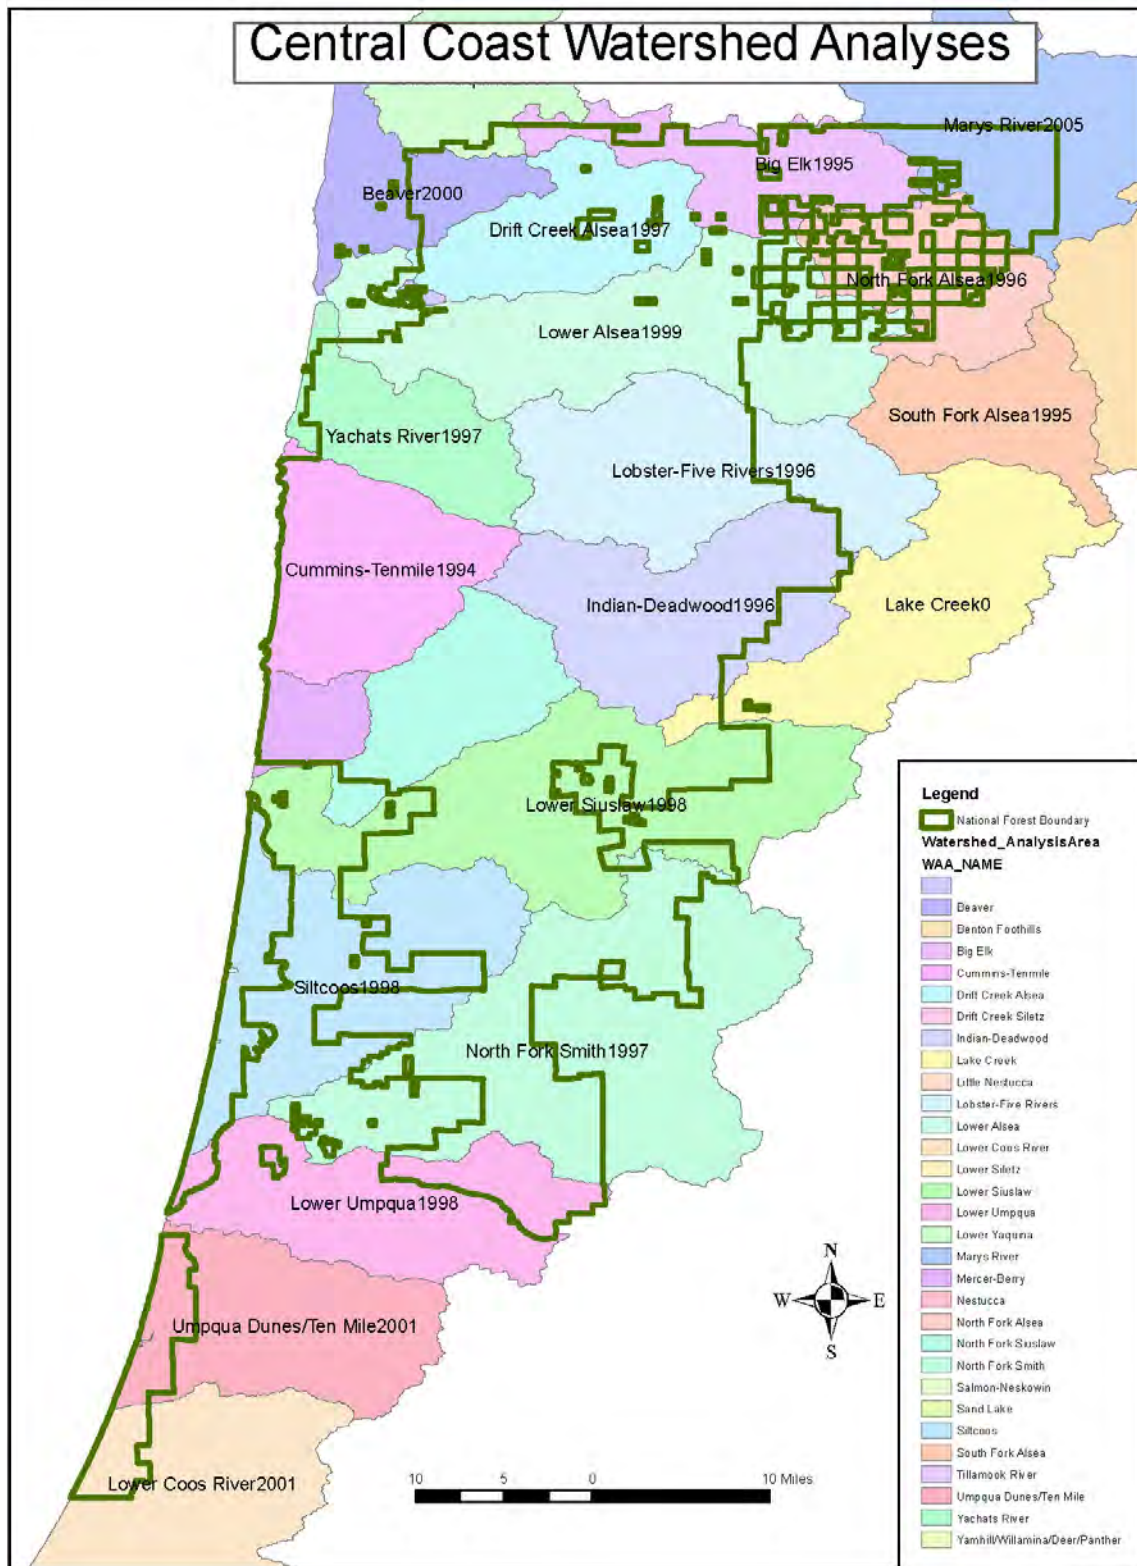 Central Coast Watershed Analyses
Marys River2005
Big Elk1995
Beaver2000
Drift Creek Alsea1997
North Fork Alsea1996
Lower Alsea1999
South Fork Alsea1995
Yachats River1997
Lobster-Five Rivers1996
Cummins-Tenmile1994
Indian-Deadwood1996
Lake Creek0
Lower Siuslaw1998
Siltcoos1998
North Fork Smith1997
Lower Umpqua1998
Umpqua Dunes/Ten Mile2001
Lower Coos River2001
N
W E
S
10 5 0 10 Miles
Legend
National Forest Boundary
Watershed_AnalysisArea
WAA_NAME
Beaver
Benton Foothills
Big Elk
Cummins-Tenmile
Drift Creek Alsea
Drift Creek Siletz
Indian-Deadwood
Lake Creek
Little Nestucca
Lobster-Five Rivers
Lower Alsea
Lower Coos River
Lower Siletz
Lower Siuslaw
Lower Umpqua
Lower Yaquina
Marys River
Mercer-Berry
Nestucca
North Fork Alsea
North Fork Siuslaw
North Fork Smith
Salmon-Neskowin
Sand Lake
Siltcoos
South Fork Alsea
Tillamook River
Umpqua Dunes/Ten Mile
Yachats River
Yamhill/Willamina/Deer/Panther